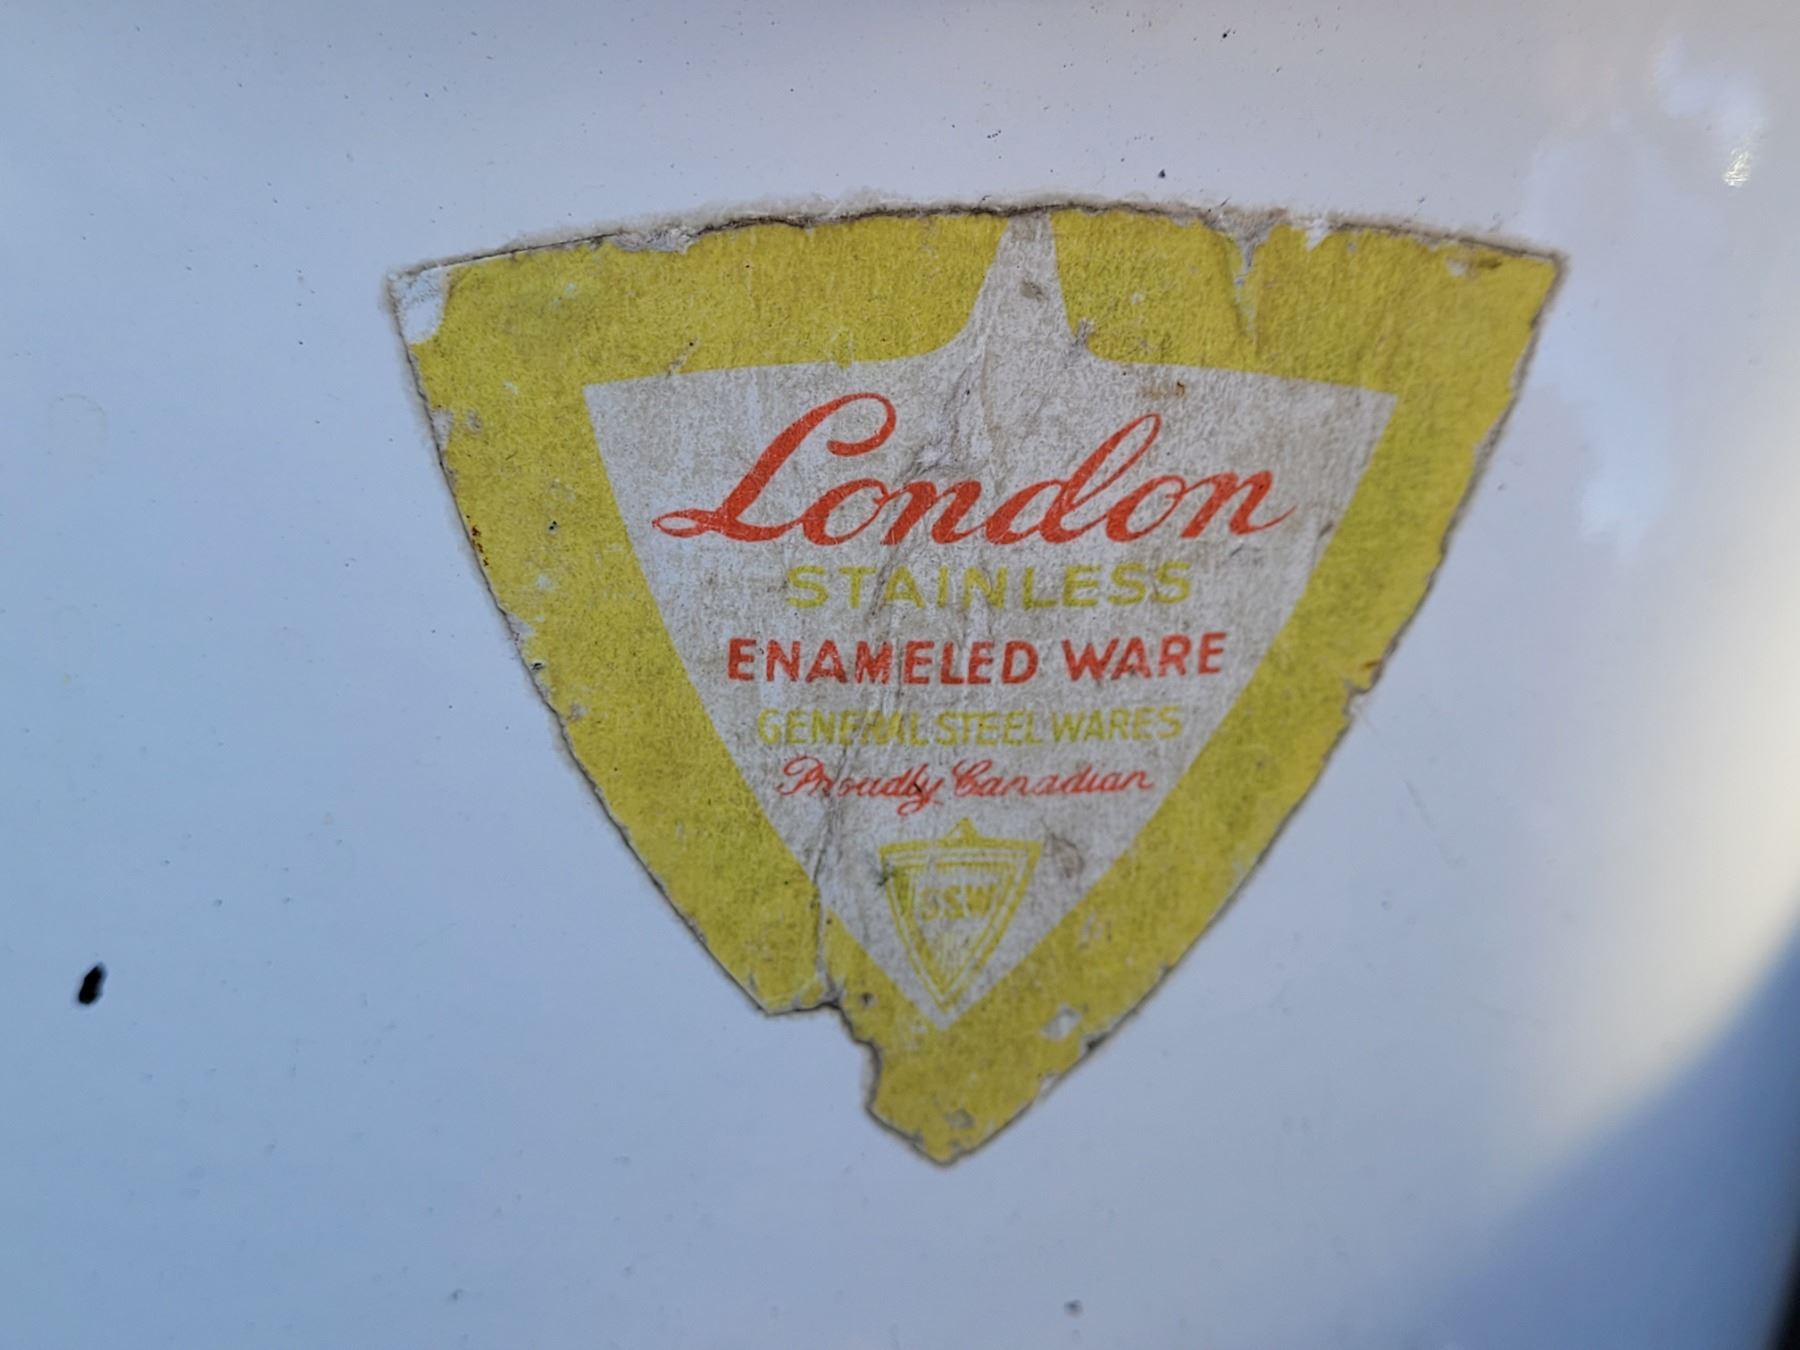 London
STAINLESS
ENAMELED WARE
GENERAL STEEL WARES
Proudly Canadian
GSW